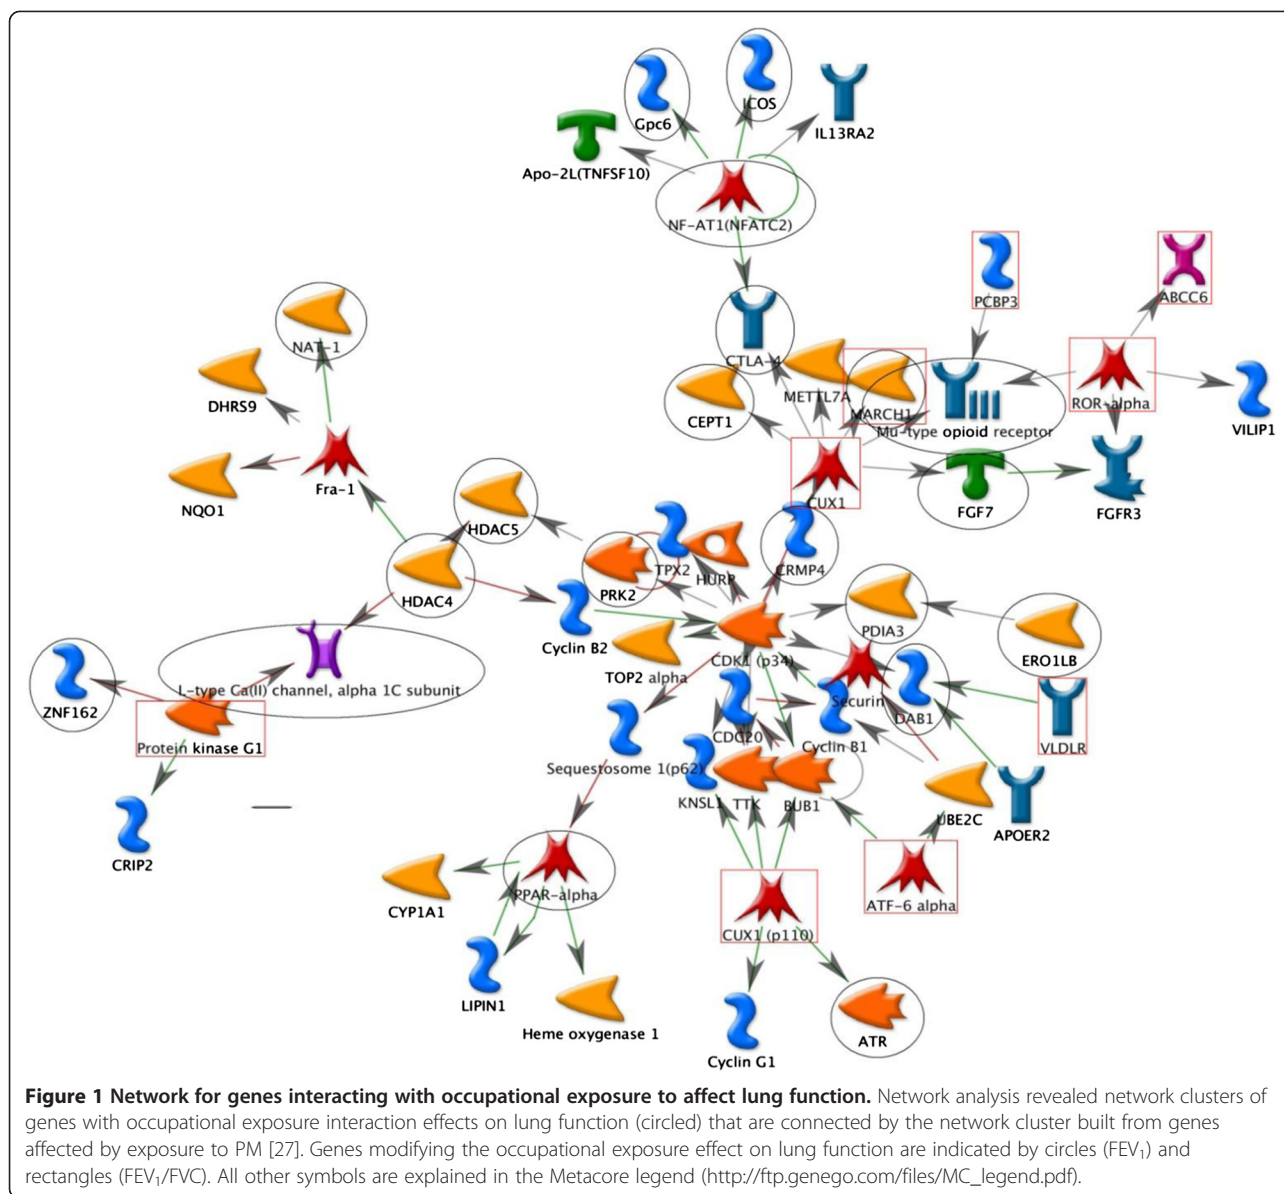 Gpc6
ICOS
IL13RA2
Apo-2L(TNFSF10)
NF-AT1(NFATC2)
PCBP3
ABCC6
NAT-1
CTLA-4
DHRS9
METTL7A
ROR-alpha
MARCH1
CEPT1
VILIP1
Mu-type opioid receptor
Fra-1
CUX1
NQO1
FGF7
FGFR3
HDAC5
TPX2
HURP
CRMP4
PRK2
HDAC4
PDIA3
Cyclin B2
CDK1 (p34)
ERO1LB
TOP2 alpha
L-type Ca(II) channel, alpha 1C subunit
Securin
ZNF162
DAB1
CDC20
Cyclin B1
Protein kinase G1
VLDLR
Sequestosome 1(p62)
KNSL1
TTK
BUB1
UBE2C
APOER2
CRIP2
PPAR-alpha
ATF-6 alpha
CYP1A1
CUX1 (p110)
LIPIN1
Heme oxygenase 1
ATR
Cyclin G1
Figure 1 Network for genes interacting with occupational exposure to affect lung function. Network analysis revealed network clusters of
genes with occupational exposure interaction effects on lung function (circled) that are connected by the network cluster built from genes
affected by exposure to PM [27]. Genes modifying the occupational exposure effect on lung function are indicated by circles (FEV₁) and
rectangles (FEV₁/FVC). All other symbols are explained in the Metacore legend (http://ftp.genego.com/files/MC_legend.pdf).